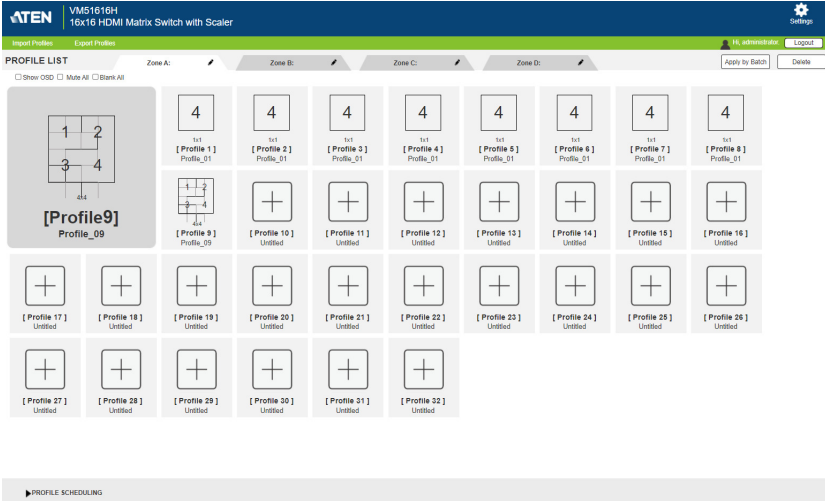 ATEN
VM51616H
16x16 HDMI Matrix Switch with Scaler
Settings
Import Profiles Export Profiles
Hi, administrator Logout
PROFILE LIST Zone A: Zone B: Zone C: Zone D: Apply by Batch Delete
Show OSD Mute All Blank All
1 2
3 4
4x4
[Profile9]
Profile_09
4 4 4 4 4 4 4 4
1x1 1x1 1x1 1x1 1x1 1x1 1x1 1x1
[ Profile 1 ] [ Profile 2 ] [ Profile 3 ] [ Profile 4 ] [ Profile 5 ] [ Profile 6 ] [ Profile 7 ] [ Profile 8 ]
Profile_01 Profile_01 Profile_01 Profile_01 Profile_01 Profile_01 Profile_01 Profile_01
1 2
3 4
4x4
[ Profile 9 ] [ Profile 10 ] [ Profile 11 ] [ Profile 12 ] [ Profile 13 ] [ Profile 14 ] [ Profile 15 ] [ Profile 16 ]
Profile_09 Untitled Untitled Untitled Untitled Untitled Untitled Untitled
[ Profile 17 ] [ Profile 18 ] [ Profile 19 ] [ Profile 20 ] [ Profile 21 ] [ Profile 22 ] [ Profile 23 ] [ Profile 24 ] [ Profile 25 ] [ Profile 26 ]
Untitled Untitled Untitled Untitled Untitled Untitled Untitled Untitled Untitled Untitled
[ Profile 27 ] [ Profile 28 ] [ Profile 29 ] [ Profile 30 ] [ Profile 31 ] [ Profile 32 ]
Untitled Untitled Untitled Untitled Untitled Untitled
PROFILE SCHEDULING